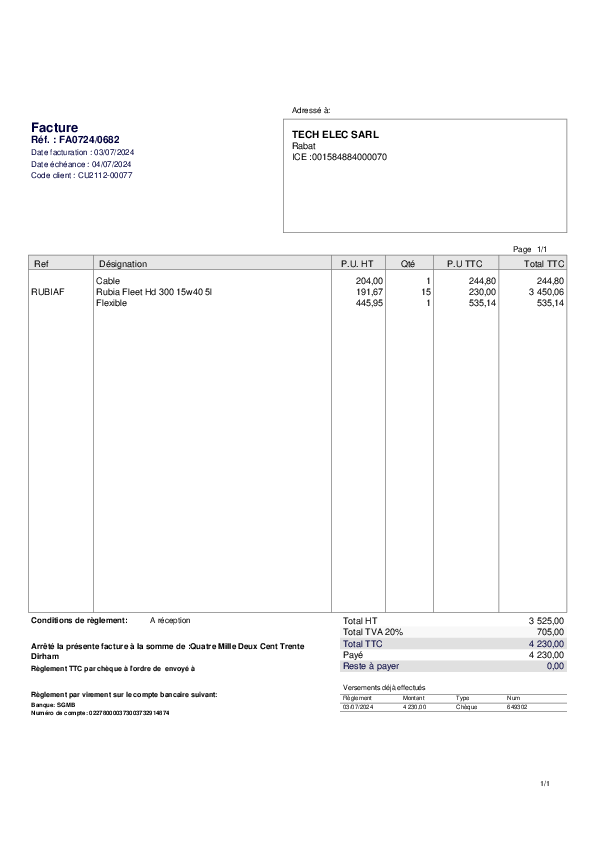 Adressé à:
Facture
Réf. : FA0724/0682
Date facturation : 03/07/2024
Date échéance : 04/07/2024
Code client : CU2112-00077
TECH ELEC SARL
Rabat
ICE :001584884000070
Page 1/1
Ref Désignation P.U. HT Qté P.U TTC Total TTC
Cable 204,00 1 244,80 244,80
RUBIAF Rubia Fleet Hd 300 15w40 5l 191,67 15 230,00 3 450,06
Flexible 445,95 1 535,14 535,14
Conditions de règlement: A réception
Arrêté la présente facture à la somme de :Quatre Mille Deux Cent Trente
Dirham
Règlement TTC par chèque à l'ordre de envoyé à
Règlement par virement sur le compte bancaire suivant:
Banque: SGMB
Numéro de compte: 022780000373003732914874
Total HT 3 525,00
Total TVA 20% 705,00
Total TTC 4 230,00
Payé 4 230,00
Reste à payer 0,00
Versements déjà effectués
Règlement Montant Type Num
03/07/2024 4 230,00 Chèque 649302
1/1